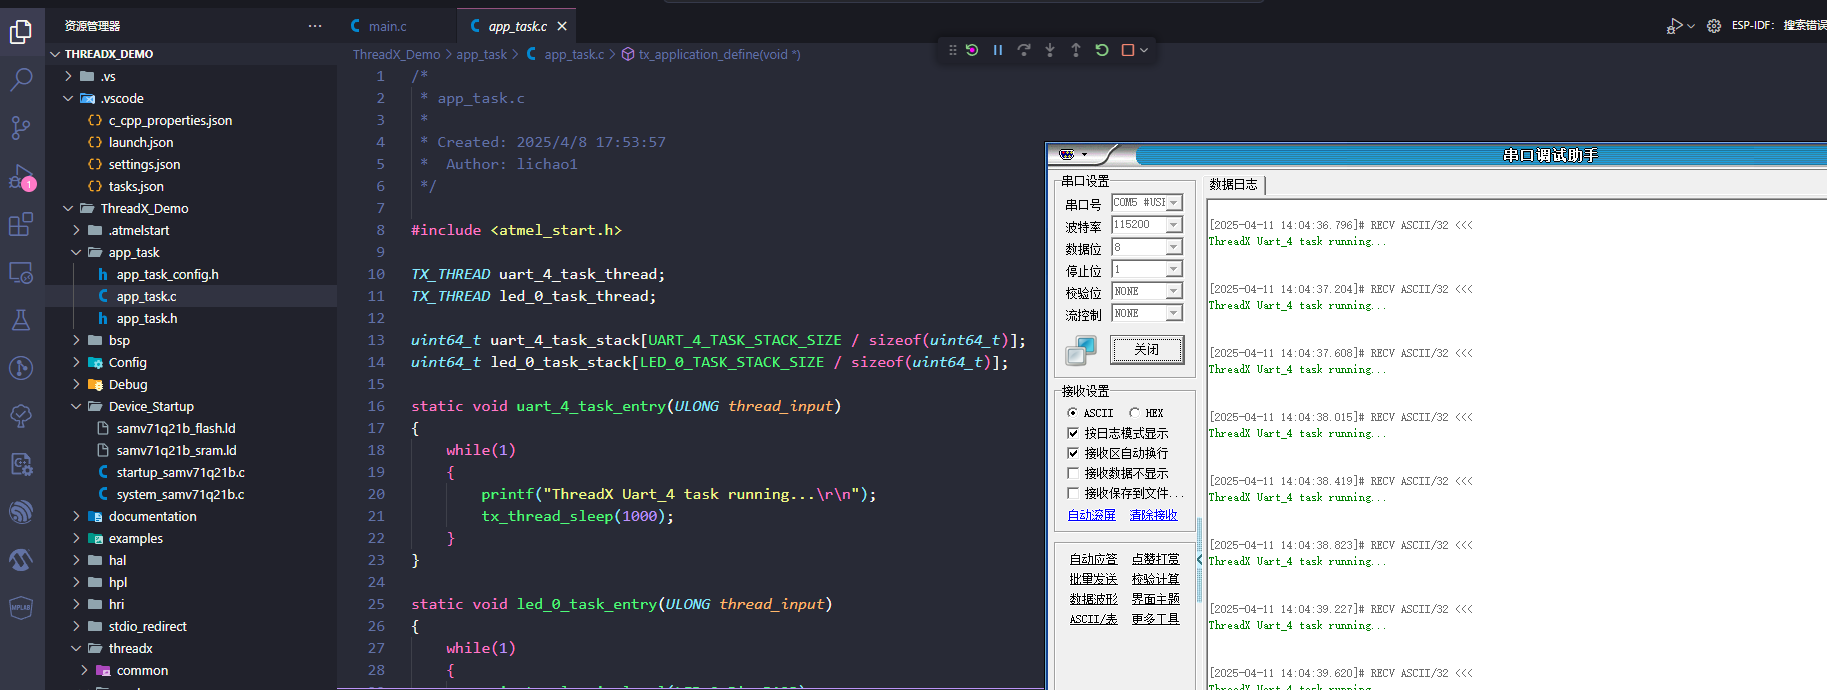 资源管理器
···
THREADX_DEMO
.vs
.vscode
c_cpp_properties.json
launch.json
settings.json
tasks.json
ThreadX_Demo
.atmelstart
app_task
app_task_config.h
app_task.c
app_task.h
bsp
Config
Debug
Device_Startup
samv71q21b_flash.ld
samv71q21b_sram.ld
startup_samv71q21b.c
system_samv71q21b.c
documentation
examples
hal
hpl
hri
stdio_redirect
threadx
common
1
MPLAB
main.c
app_task.c
ThreadX_Demo > app_task > app_task.c > tx_application_define(void *)
ESP-IDF: 搜索错误
1 /*
2 * app_task.c
3 *
4 * Created: 2025/4/8 17:53:57
5 *  Author: lichao1
6 */
7
8 #include <atmel_start.h>
9
10 TX_THREAD uart_4_task_thread;
11 TX_THREAD led_0_task_thread;
12
13 uint64_t uart_4_task_stack[UART_4_TASK_STACK_SIZE / sizeof(uint64_t)];
14 uint64_t led_0_task_stack[LED_0_TASK_STACK_SIZE / sizeof(uint64_t)];
15
16 static void uart_4_task_entry(ULONG thread_input)
17 {
18 while(1)
19 {
20 printf("ThreadX Uart_4 task running...\r\n");
21 tx_thread_sleep(1000);
22 }
23 }
24
25 static void led_0_task_entry(ULONG thread_input)
26 {
27 while(1)
28 {
串口调试助手
串口设置
串口号 COM5 #USE
波特率 115200
数据位 8
停止位 1
校验位 NONE
流控制 NONE
关闭
接收设置
ASCII HEX
按日志模式显示
接收区自动换行
接收数据不显示
接收保存到文件...
自动滚屏 清除接收
自动应答 点赞打赏
批量发送 校验计算
数据波形 界面主题
ASCII/表 更多工具
数据日志
[2025-04-11 14:04:36.796]# RECV ASCII/32 <<<
ThreadX Uart_4 task running...
[2025-04-11 14:04:37.204]# RECV ASCII/32 <<<
ThreadX Uart_4 task running...
[2025-04-11 14:04:37.608]# RECV ASCII/32 <<<
ThreadX Uart_4 task running...
[2025-04-11 14:04:38.015]# RECV ASCII/32 <<<
ThreadX Uart_4 task running...
[2025-04-11 14:04:38.419]# RECV ASCII/32 <<<
ThreadX Uart_4 task running...
[2025-04-11 14:04:38.823]# RECV ASCII/32 <<<
ThreadX Uart_4 task running...
[2025-04-11 14:04:39.227]# RECV ASCII/32 <<<
ThreadX Uart_4 task running...
[2025-04-11 14:04:39.620]# RECV ASCII/32 <<<
ThreadX Uart_4 task running...